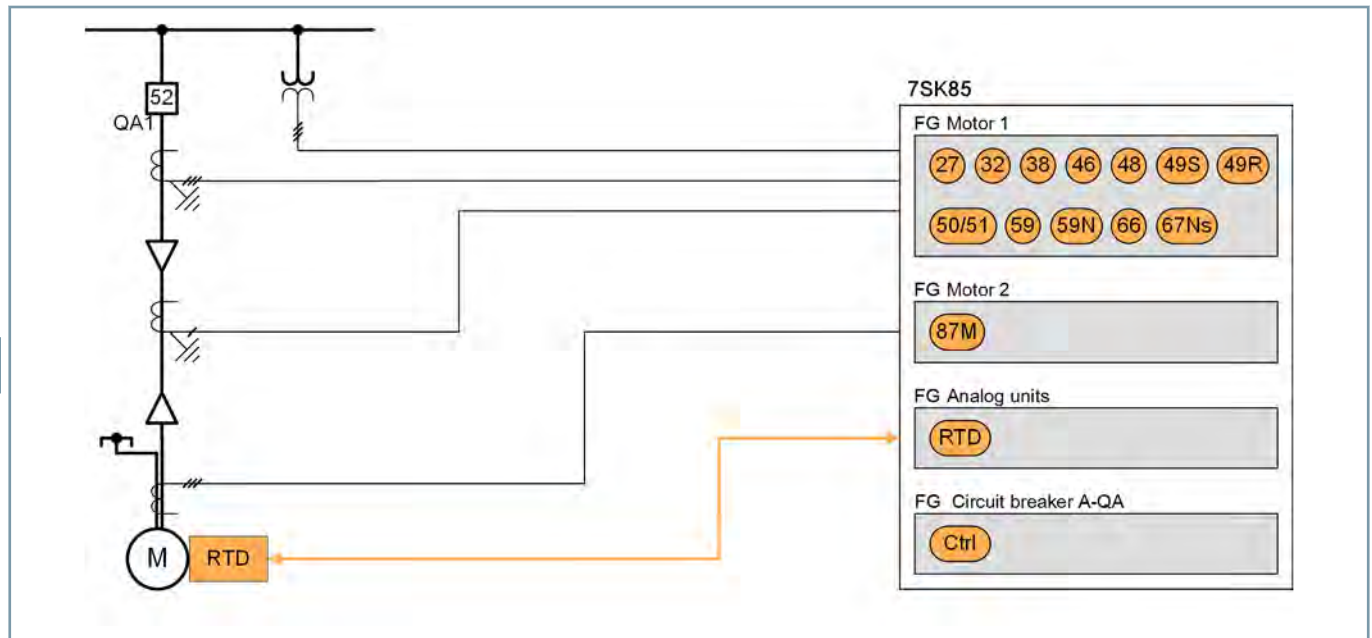 52
QA1
7SK85
FG Motor 1
27 32 38 46 48 49S 49R
50/51 59 59N 66 67Ns
FG Motor 2
87M
FG Analog units
RTD
FG Circuit breaker A-QA
Ctrl
M RTD